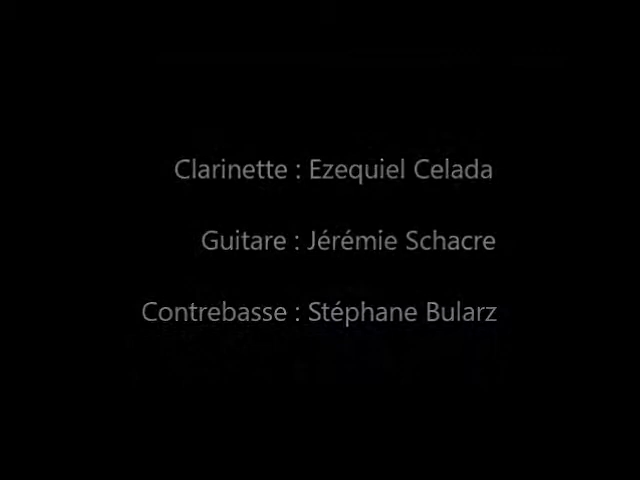 Clarinette : Ezequiel Celada
Guitare : Jérémie Schacre
Contrebasse : Stéphane Bularz